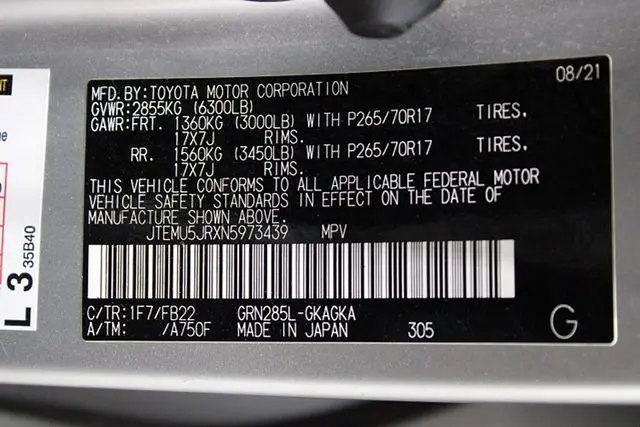 MFD.BY:TOYOTA MOTOR CORPORATION 08/21
GVWR:2855KG (6300LB)
GAWR:FRT. 1360KG (3000LB) WITH P265/70R17 TIRES,
17X7J RIMS.
RR. 1560KG (3450LB) WITH P265/70R17 TIRES,
17X7J RIMS.
THIS VEHICLE CONFORMS TO ALL APPLICABLE FEDERAL MOTOR
VEHICLE SAFETY STANDARDS IN EFFECT ON THE DATE OF
MANUFACTURE SHOWN ABOVE.
JTEMU5JRXN5973439 MPV
C/TR:1F7/FB22 GRN285L-GKAGKA
A/TM: /A750F MADE IN JAPAN 305 G
L 3
35B40